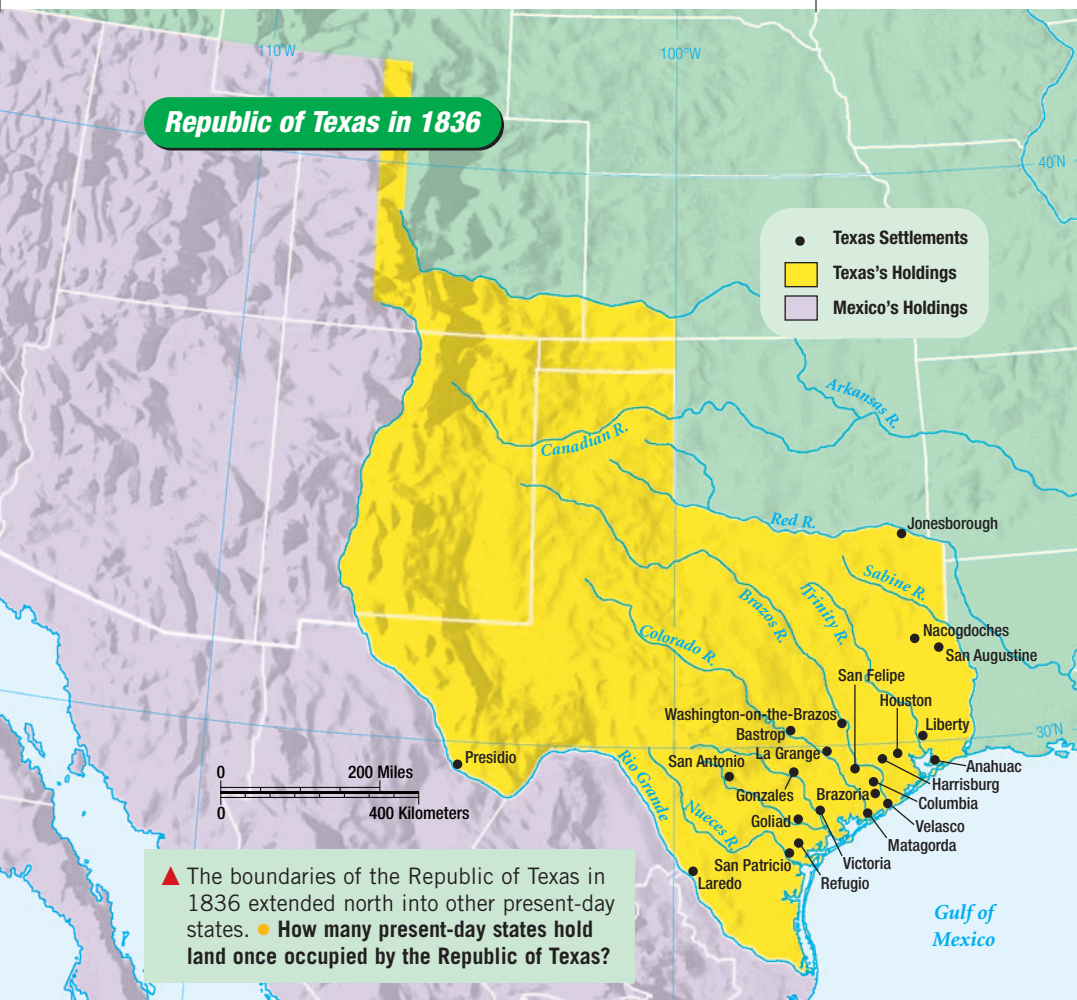 110°W
100°W
Republic of Texas in 1836
40°N
Texas Settlements
Texas's Holdings
Mexico's Holdings
Arkansas R.
Canadian R.
Red R.
Jonesborough
Sabine R.
Trinity R.
Brazos R.
Colorado R.
Nacogdoches
San Augustine
San Felipe
Houston
Washington-on-the-Brazos
Liberty
30°N
Bastrop
La Grange
San Antonio
Presidio
Rio Grande
Anahuac
Harrisburg
Gonzales
Brazoria
Columbia
Nueces R.
Goliad
Velasco
Matagorda
Victoria
San Patricio
Refugio
Laredo
0 200 Miles
0 400 Kilometers
The boundaries of the Republic of Texas in
1836 extended north into other present-day
states. ● How many present-day states hold
land once occupied by the Republic of Texas?
Gulf of
Mexico